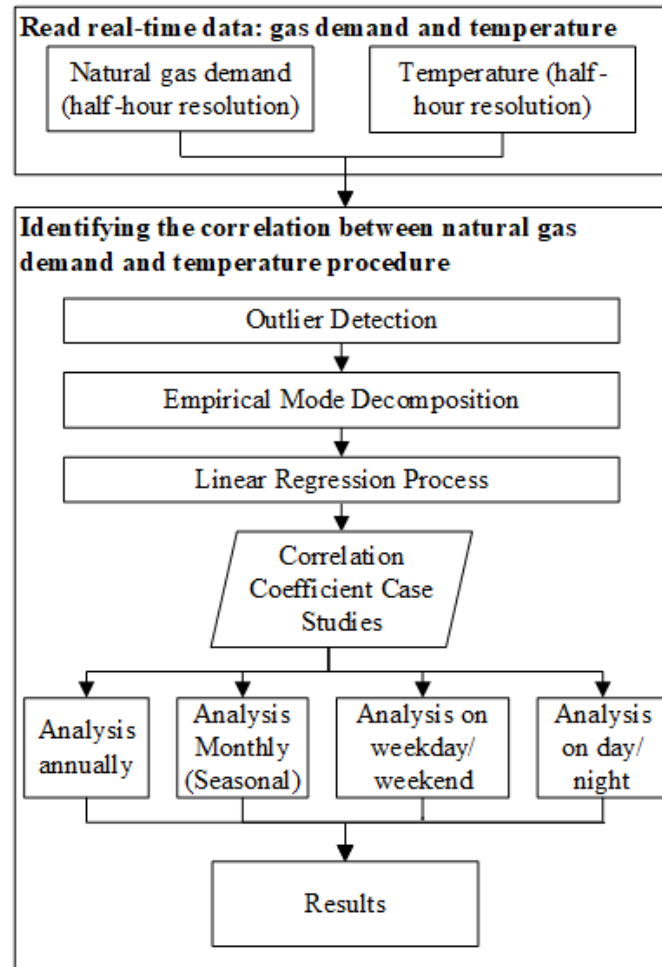 Read real-time data: gas demand and temperature
Natural gas demand
(half-hour resolution)
Temperature (half-
hour resolution)
Identifying the correlation between natural gas
demand and temperature procedure
Outlier Detection
Empirical Mode Decomposition
Linear Regression Process
Correlation
Coefficient Case
Studies
Analysis
annually
Analysis
Monthly
(Seasonal)
Analysis on
weekday/
weekend
Analysis
on day/
night
Results